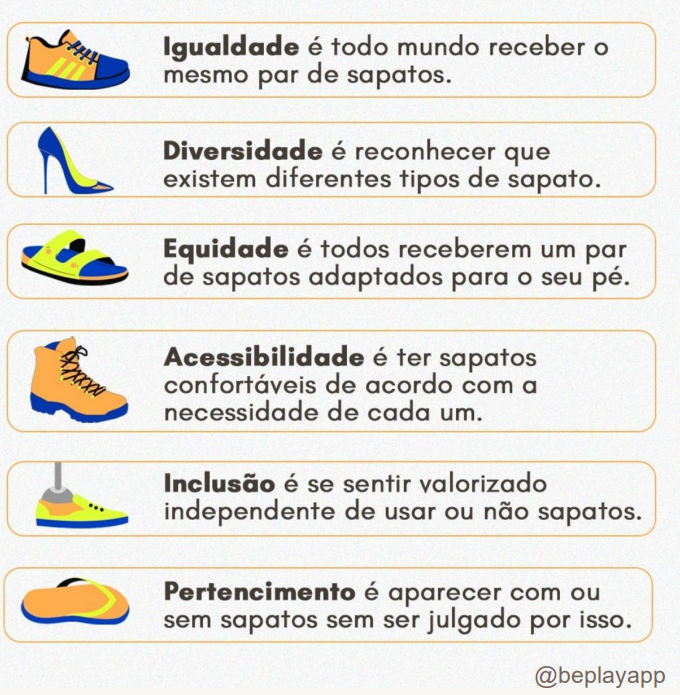 Igualdade é todo mundo receber o
mesmo par de sapatos.
Diversidade é reconhecer que
existem diferentes tipos de sapato.
Equidade é todos receberem um par
de sapatos adaptados para o seu pé.
Acessibilidade é ter sapatos
confortáveis de acordo com a
necessidade de cada um.
Inclusão é se sentir valorizado
independente de usar ou não sapatos.
Pertencimento é aparecer com ou
sem sapatos sem ser julgado por isso.
@beplayapp